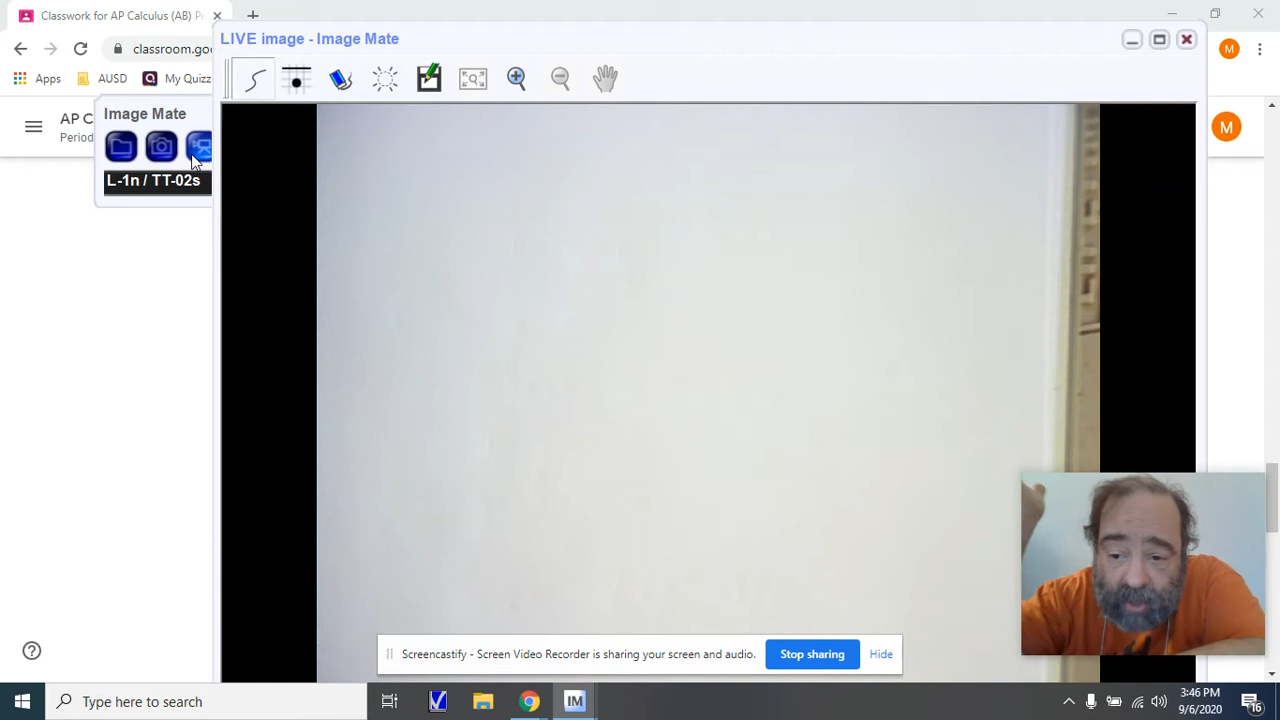 Classwork for AP Calculus (AB) P
classroom.go
Apps
AUSD
My Quizz
M
LIVE image - Image Mate
AP C
Period
M
Image Mate
L-1n / TT-02s
Screencastify - Screen Video Recorder is sharing your screen and audio.
Stop sharing
Hide
Type here to search
V
IM
3:46 PM
9/6/2020
16